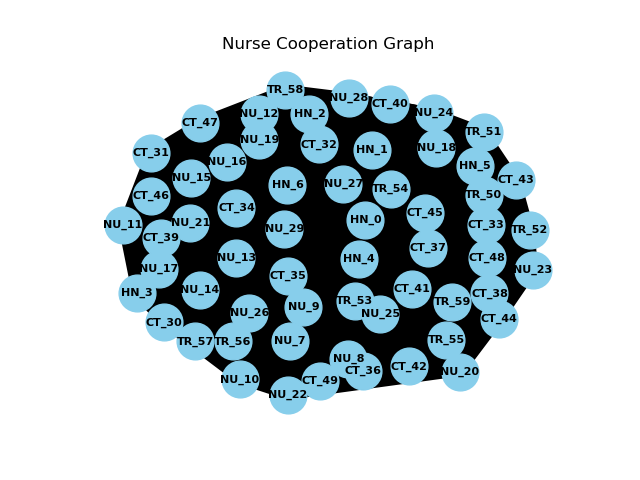 Nurse Cooperation Graph
TR_58
NU_28
CT_40
NU_12
HN_2
NU_24
CT_47
TR_51
NU_19
CT_32
HN_1
NU_18
CT_31
NU_16
HN_5
NU_15
CT_43
HN_6
NU_27
TR_54
TR_50
CT_46
CT_34
CT_45
HN_0
NU_11
NU_21
CT_33
NU_29
TR_52
CT_39
CT_37
NU_13
HN_4
CT_48
NU_17
NU_23
CT_35
HN_3
NU_14
CT_41
CT_38
TR_53
TR_59
NU_9
NU_26
NU_25
CT_44
CT_30
TR_57
TR_56
NU_7
TR_55
NU_8
CT_42
CT_36
NU_20
NU_10
CT_49
NU_22